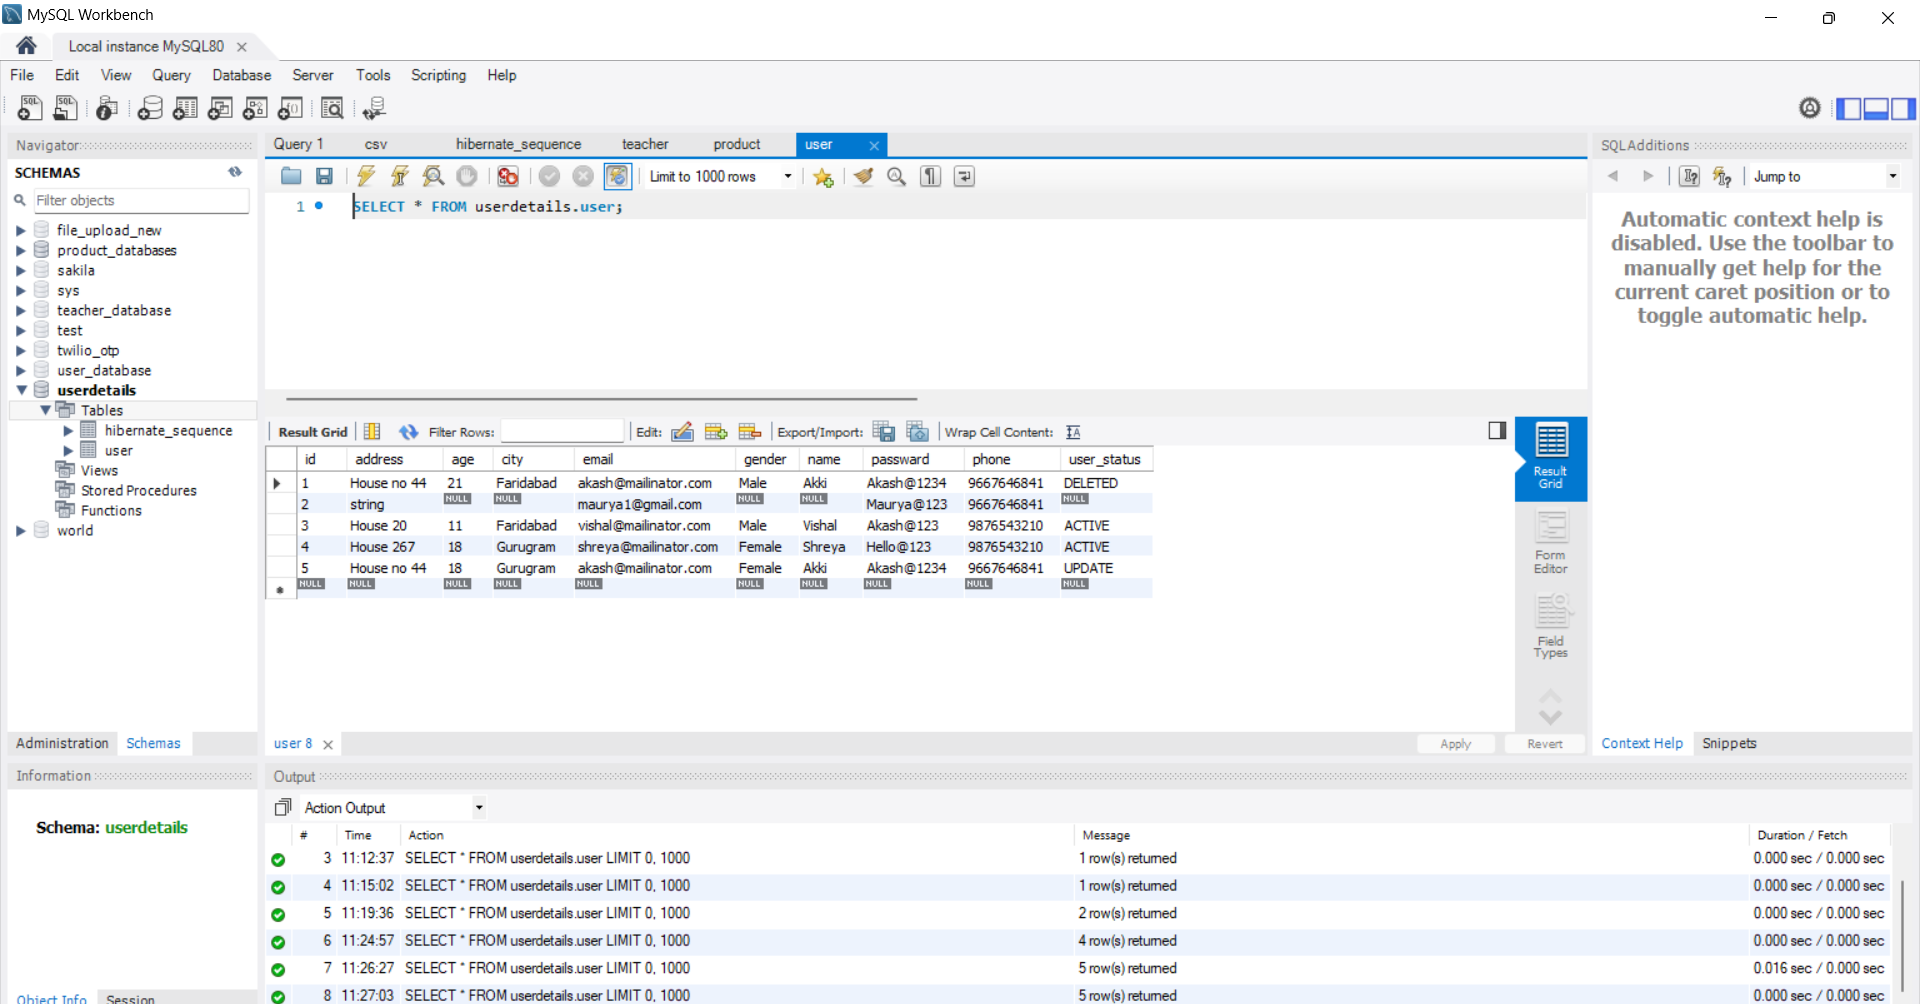 MySQL Workbench
Local instance MySQL80
File Edit View Query Database Server Tools Scripting Help
Navigator
SCHEMAS
Filter objects
file_upload_new
product_databases
sakila
sys
teacher_database
test
twilio_otp
user_database
userdetails
Tables
hibernate_sequence
user
Views
Stored Procedures
Functions
world
Administration Schemas
Information
Schema: userdetails
Object Info Session
Query 1 csv hibernate_sequence teacher product user
Limit to 1000 rows
1 SELECT * FROM userdetails.user;
Result Grid Filter Rows: Edit: Export/Import: Wrap Cell Content:
id address age city email gender name passward phone user_status
1 House no 44 21 Faridabad akash@mailinator.com Male Akki Akash@1234 9667646841 DELETED
2 string NULL NULL maurya1@gmail.com NULL NULL Maurya@123 9667646841 NULL
3 House 20 11 Faridabad vishal@mailinator.com Male Vishal Akash@123 9876543210 ACTIVE
4 House 267 18 Gurugram shreya@mailinator.com Female Shreya Hello@123 9876543210 ACTIVE
5 House no 44 18 Gurugram akash@mailinator.com Female Akki Akash@1234 9667646841 UPDATE
NULL NULL NULL NULL NULL NULL NULL NULL NULL NULL
Result
Grid
Form
Editor
Field
Types
user 8
Apply Revert
SQLAdditions
Jump to
Automatic context help is
disabled. Use the toolbar to
manually get help for the
current caret position or to
toggle automatic help.
Context Help Snippets
Output
Action Output
# Time Action Message Duration / Fetch
3 11:12:37 SELECT * FROM userdetails.user LIMIT 0, 1000 1 row(s) returned 0.000 sec / 0.000 sec
4 11:15:02 SELECT * FROM userdetails.user LIMIT 0, 1000 1 row(s) returned 0.000 sec / 0.000 sec
5 11:19:36 SELECT * FROM userdetails.user LIMIT 0, 1000 2 row(s) returned 0.000 sec / 0.000 sec
6 11:24:57 SELECT * FROM userdetails.user LIMIT 0, 1000 4 row(s) returned 0.000 sec / 0.000 sec
7 11:26:27 SELECT * FROM userdetails.user LIMIT 0, 1000 5 row(s) returned 0.016 sec / 0.000 sec
8 11:27:03 SELECT * FROM userdetails.user LIMIT 0, 1000 5 row(s) returned 0.000 sec / 0.000 sec